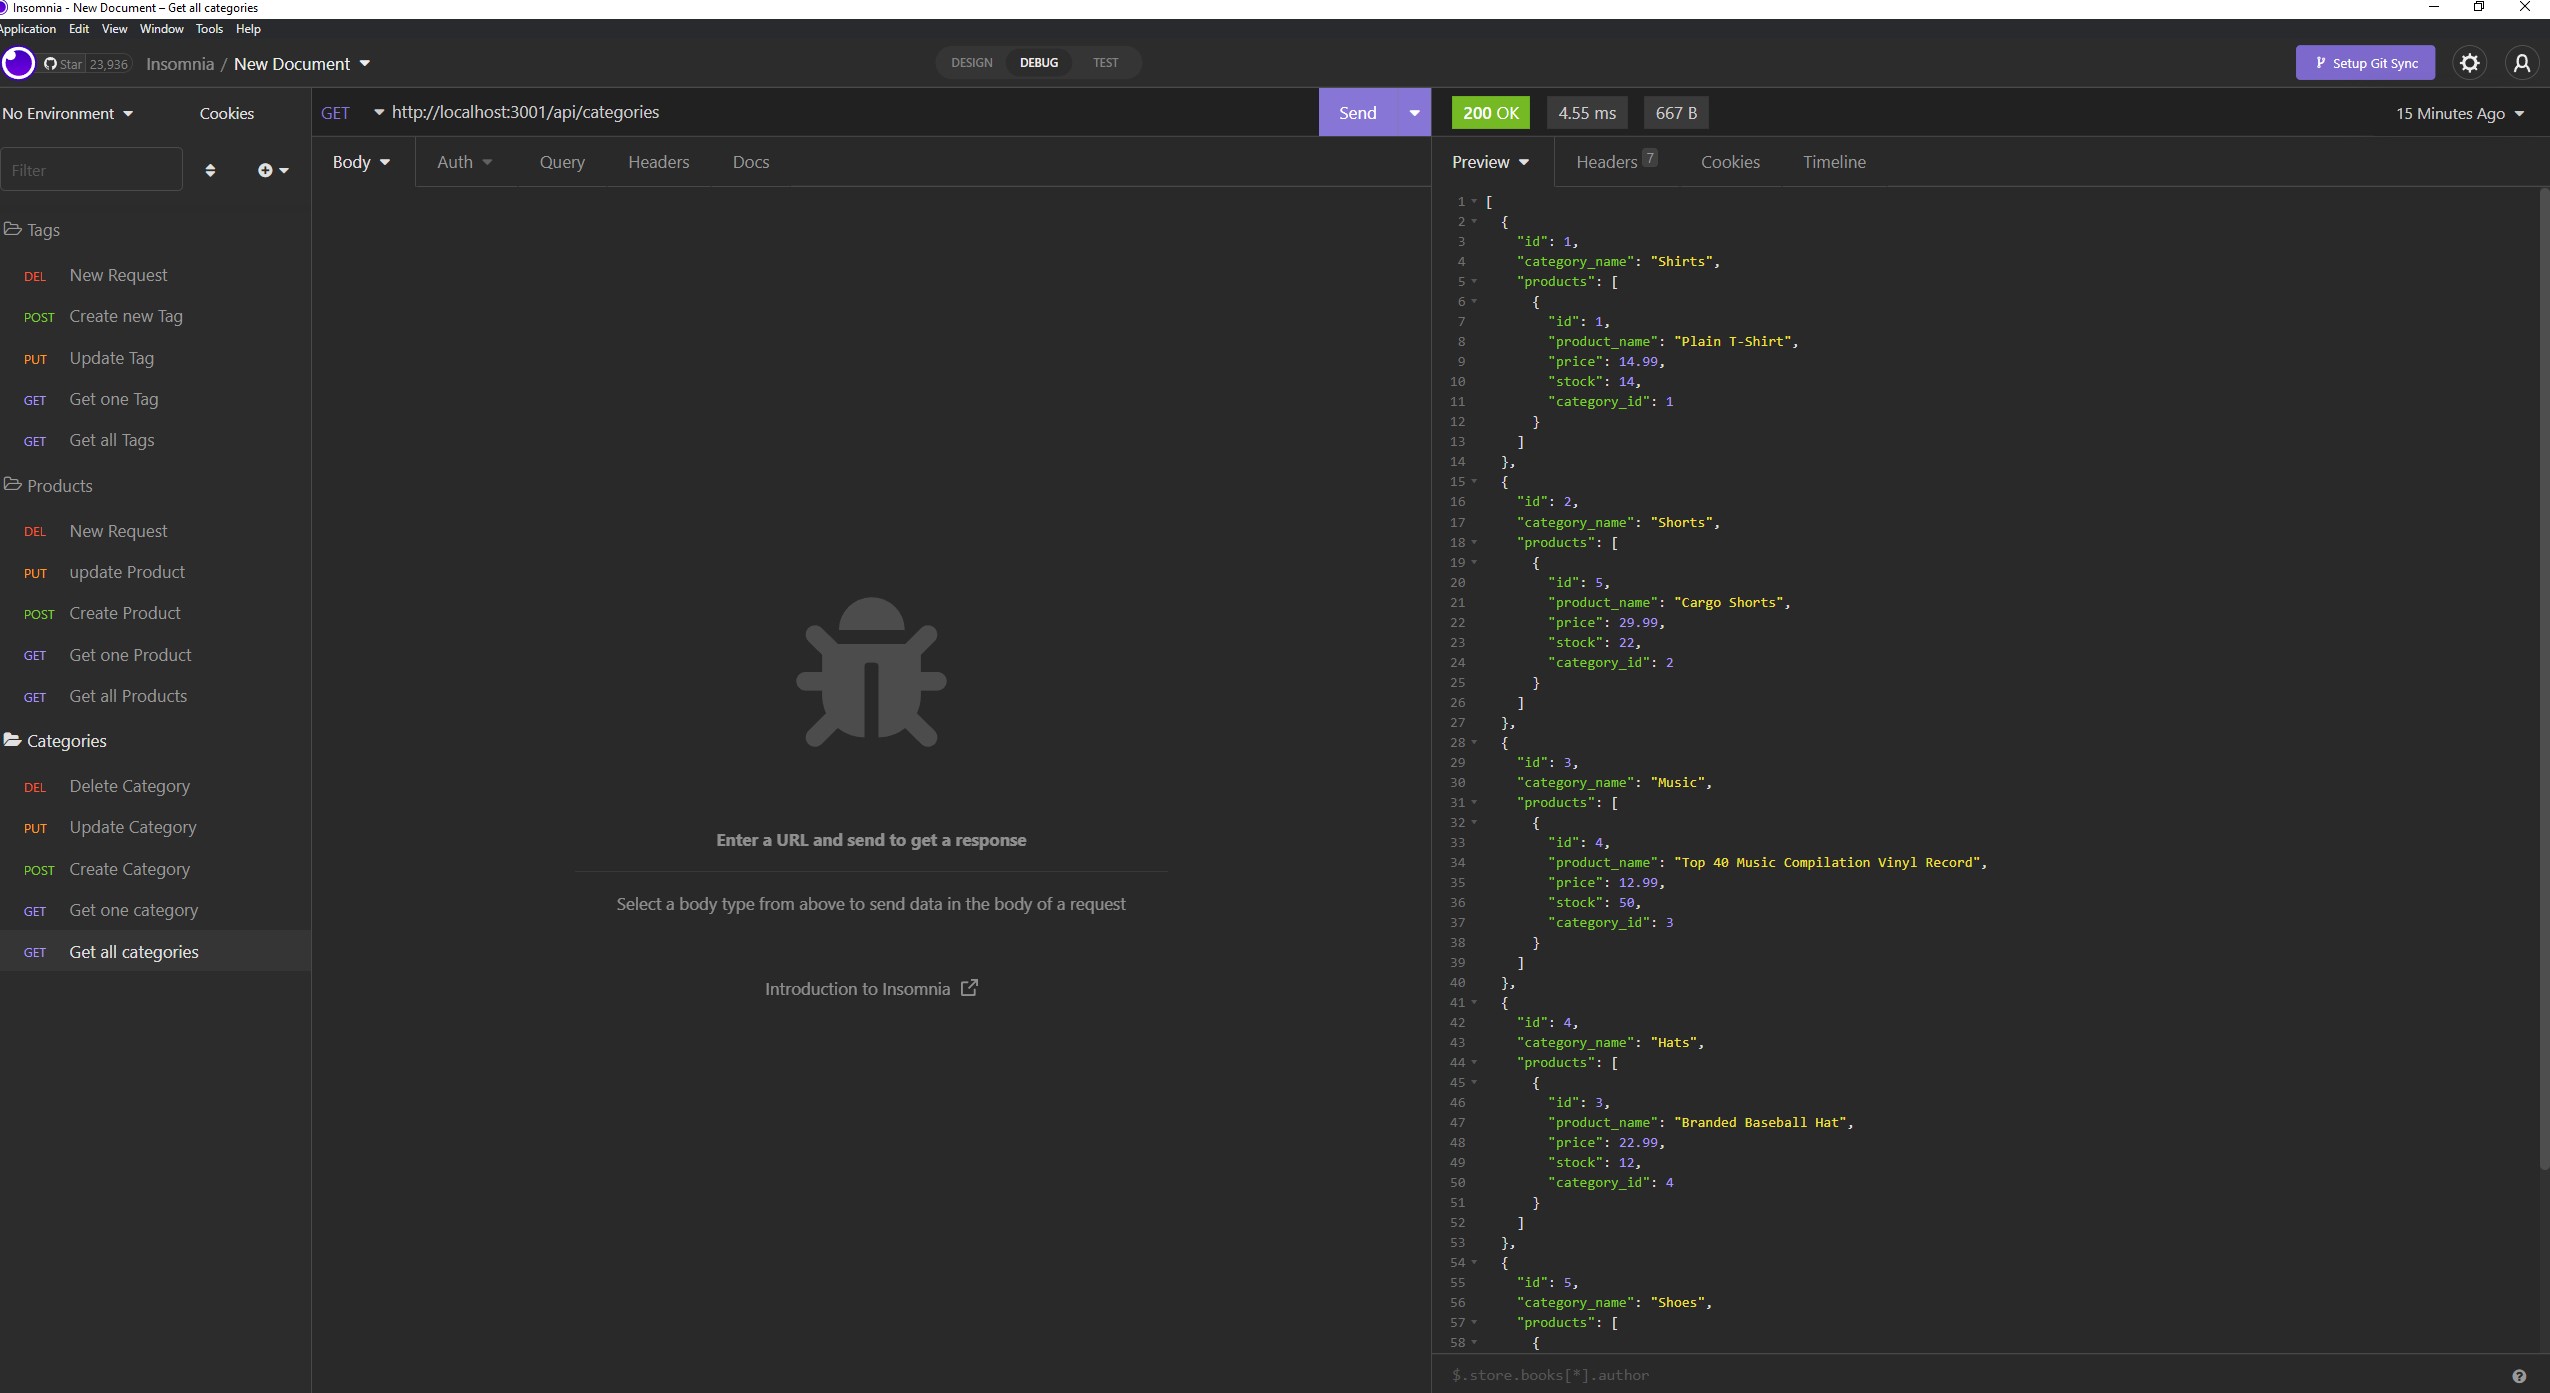 Insomnia - New Document – Get all categories
Application Edit View Window Tools Help
Star 23,936 Insomnia / New Document
DESIGN DEBUG TEST
Setup Git Sync
No Environment Cookies
Filter
Tags
DEL New Request
POST Create new Tag
PUT Update Tag
GET Get one Tag
GET Get all Tags
Products
DEL New Request
PUT update Product
POST Create Product
GET Get one Product
GET Get all Products
Categories
DEL Delete Category
PUT Update Category
POST Create Category
GET Get one category
GET Get all categories
GET http://localhost:3001/api/categories Send
Body Auth Query Headers Docs
Enter a URL and send to get a response
Select a body type from above to send data in the body of a request
Introduction to Insomnia
200 OK 4.55 ms 667 B 15 Minutes Ago
Preview Headers 7 Cookies Timeline
1 [
2 {
3 "id": 1,
4 "category_name": "Shirts",
5 "products": [
6 {
7 "id": 1,
8 "product_name": "Plain T-Shirt",
9 "price": 14.99,
10 "stock": 14,
11 "category_id": 1
12 }
13 ]
14 },
15 {
16 "id": 2,
17 "category_name": "Shorts",
18 "products": [
19 {
20 "id": 5,
21 "product_name": "Cargo Shorts",
22 "price": 29.99,
23 "stock": 22,
24 "category_id": 2
25 }
26 ]
27 },
28 {
29 "id": 3,
30 "category_name": "Music",
31 "products": [
32 {
33 "id": 4,
34 "product_name": "Top 40 Music Compilation Vinyl Record",
35 "price": 12.99,
36 "stock": 50,
37 "category_id": 3
38 }
39 ]
40 },
41 {
42 "id": 4,
43 "category_name": "Hats",
44 "products": [
45 {
46 "id": 3,
47 "product_name": "Branded Baseball Hat",
48 "price": 22.99,
49 "stock": 12,
50 "category_id": 4
51 }
52 ]
53 },
54 {
55 "id": 5,
56 "category_name": "Shoes",
57 "products": [
58 {
$.store.books[*].author